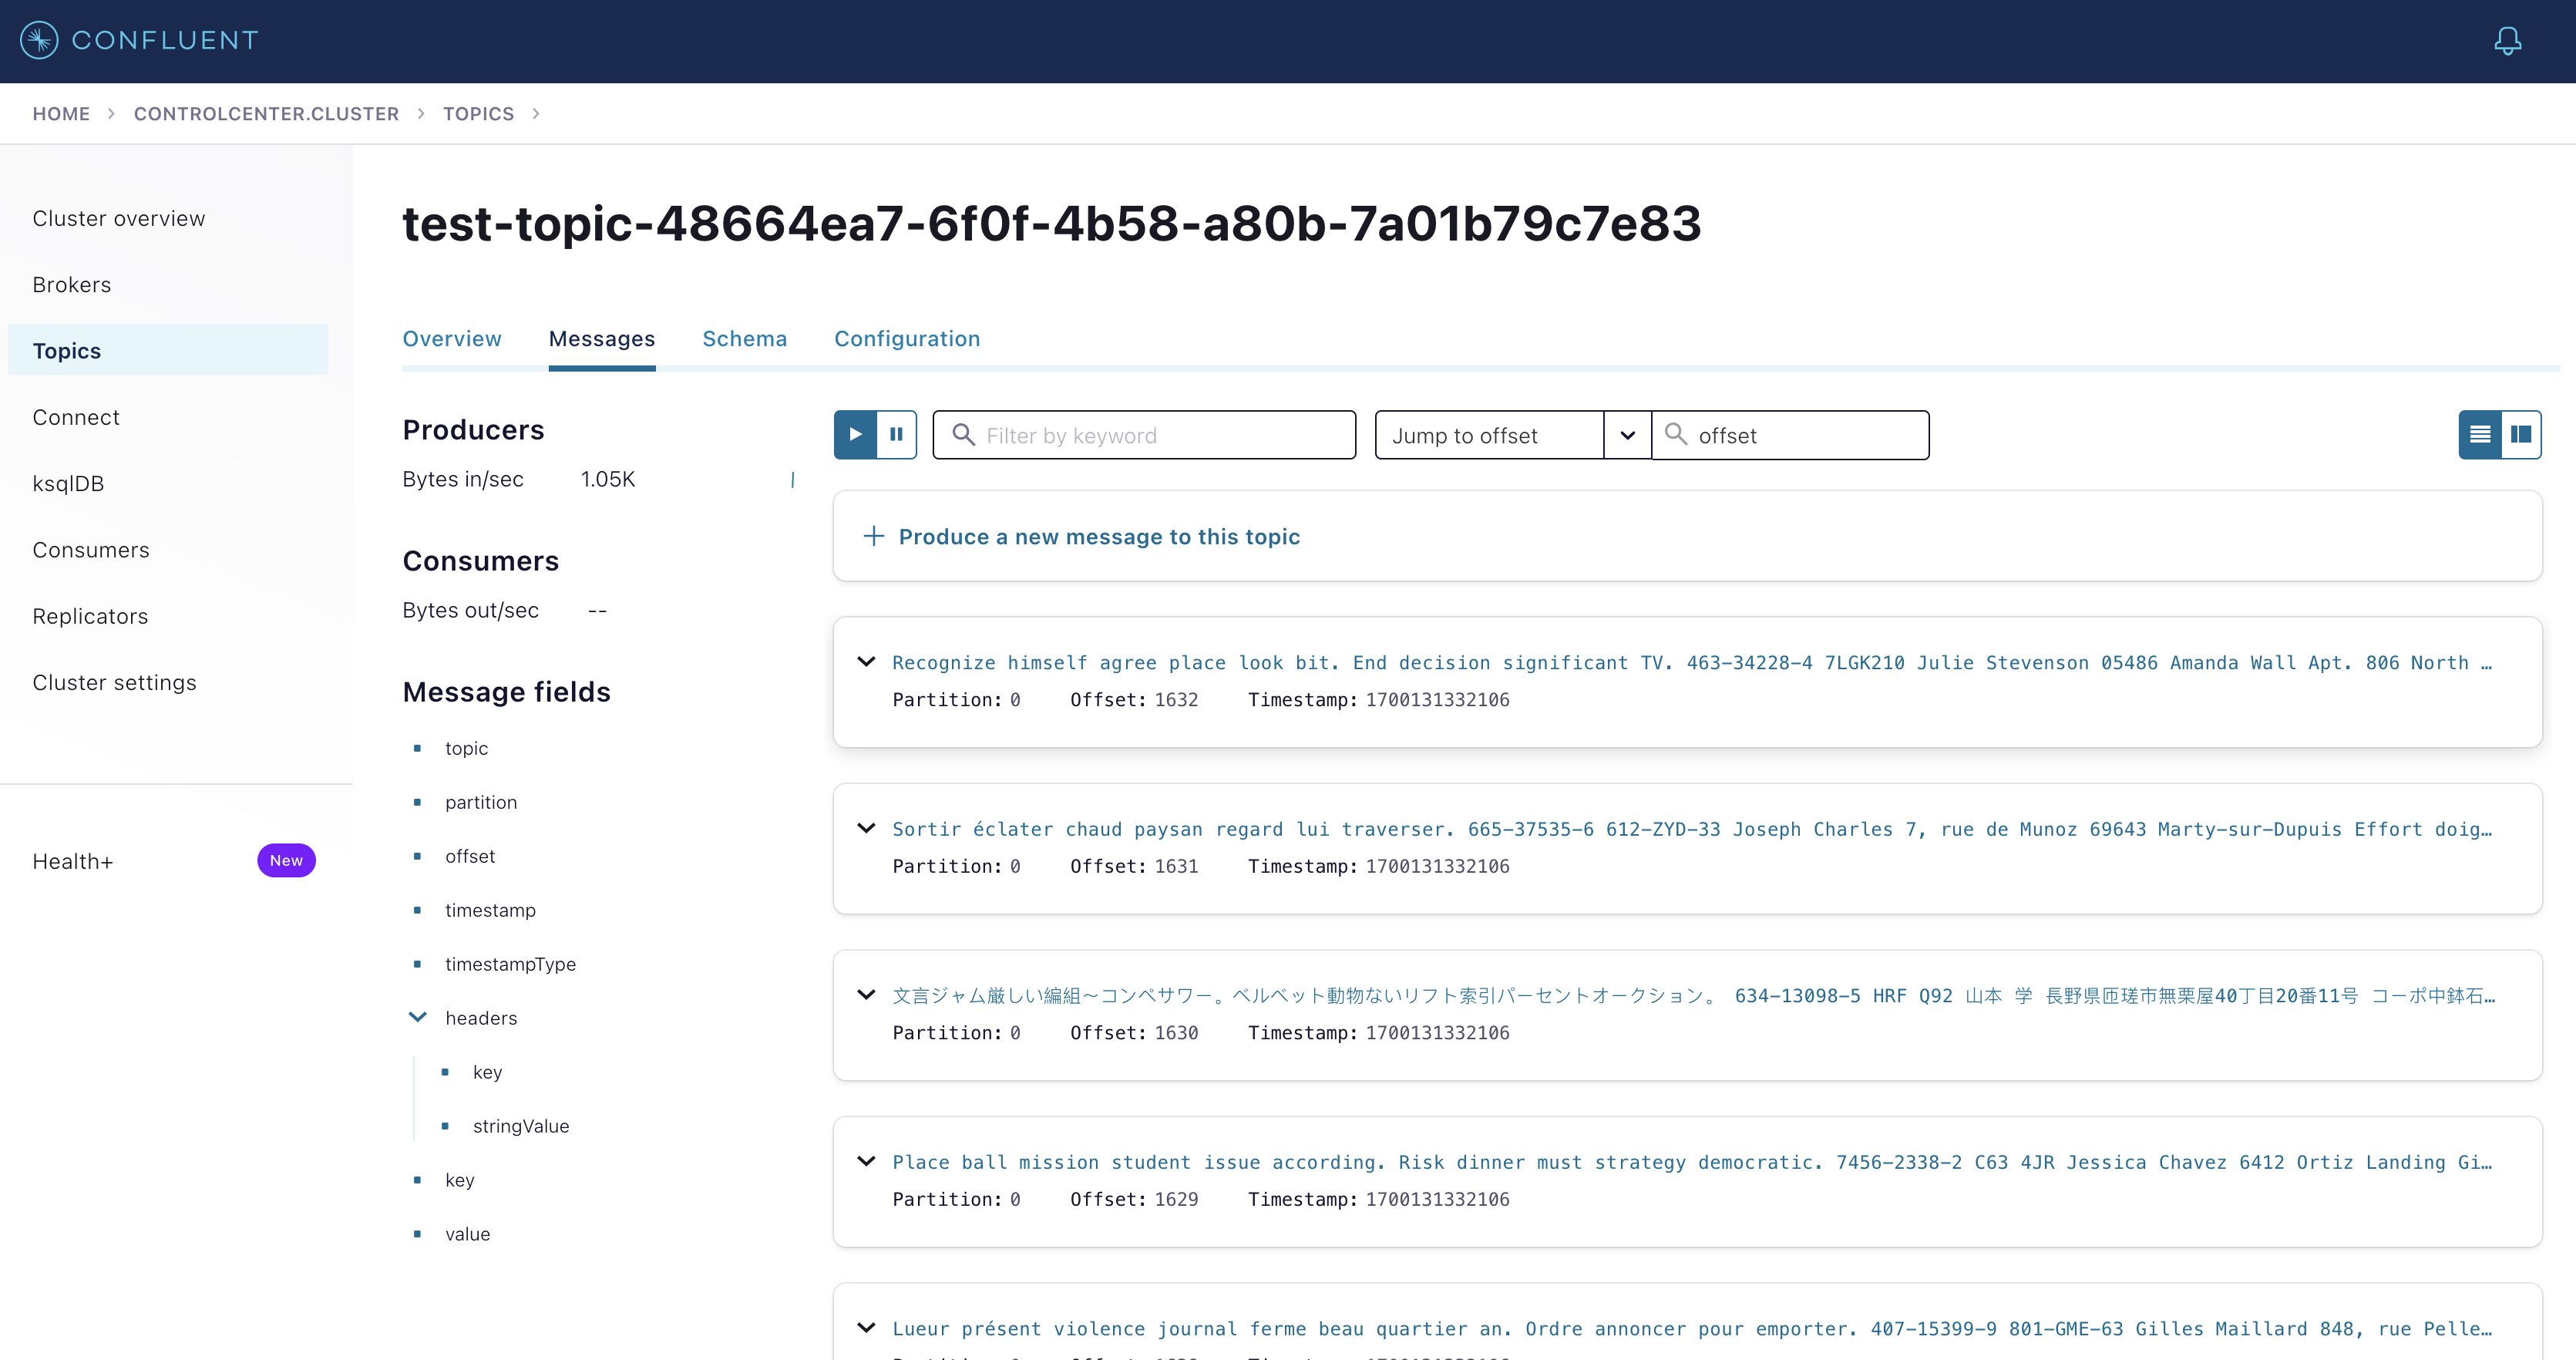 CONFLUENT
HOME > CONTROLCENTER.CLUSTER > TOPICS >
Cluster overview
Brokers
Topics
Connect
ksqlDB
Consumers
Replicators
Cluster settings
Health+ New
test-topic-48664ea7-6f0f-4b58-a80b-7a01b79c7e83
Overview Messages Schema Configuration
Producers
Bytes in/sec 1.05K
Consumers
Bytes out/sec --
Message fields
topic
partition
offset
timestamp
timestampType
headers
key
stringValue
key
value
Filter by keyword Jump to offset offset
Produce a new message to this topic
Recognize himself agree place look bit. End decision significant TV. 463-34228-4 7LGK210 Julie Stevenson 05486 Amanda Wall Apt. 806 North …
Partition: 0 Offset: 1632 Timestamp: 1700131332106
Sortir éclater chaud paysan regard lui traverser. 665-37535-6 612-ZYD-33 Joseph Charles 7, rue de Munoz 69643 Marty-sur-Dupuis Effort doig…
Partition: 0 Offset: 1631 Timestamp: 1700131332106
文言ジャム厳しい編組〜コンペサワー。ベルベット動物ないリフト索引パーセントオークション。 634-13098-5 HRF Q92 山本 学 長野県匝瑳市無栗屋40丁目20番11号 コーポ中鉢石…
Partition: 0 Offset: 1630 Timestamp: 1700131332106
Place ball mission student issue according. Risk dinner must strategy democratic. 7456-2338-2 C63 4JR Jessica Chavez 6412 Ortiz Landing Gi…
Partition: 0 Offset: 1629 Timestamp: 1700131332106
Lueur présent violence journal ferme beau quartier an. Ordre annoncer pour emporter. 407-15399-9 801-GME-63 Gilles Maillard 848, rue Pelle…